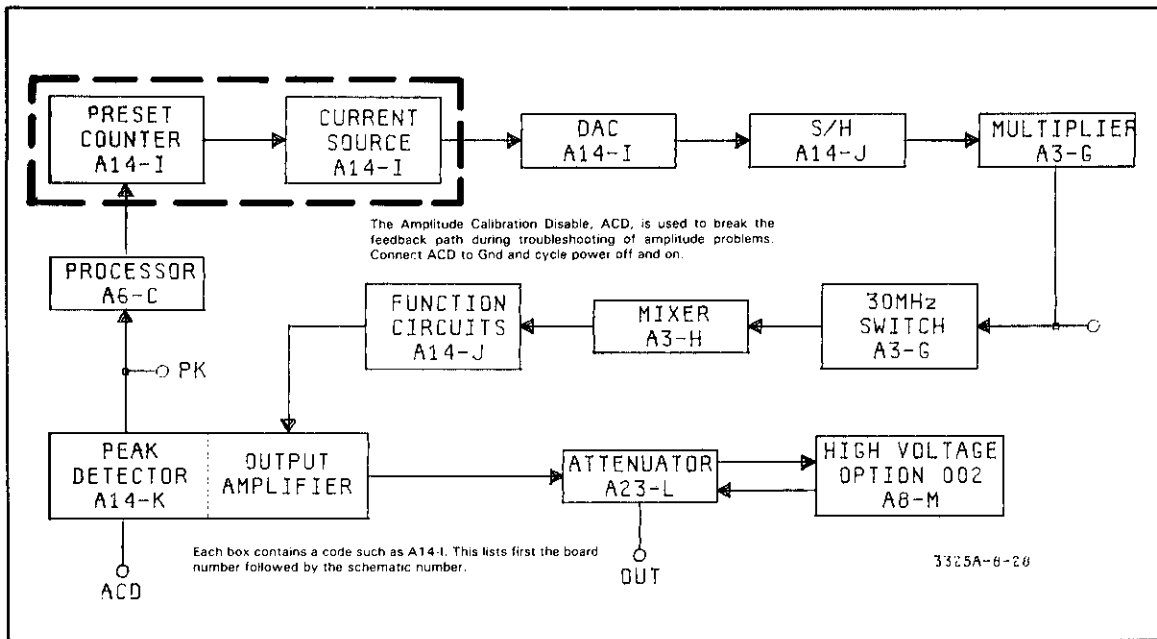 PRESET
COUNTER
A14-I
CURRENT
SOURCE
A14-I
DAC
A14-I
S/H
A14-J
MULTIPLIER
A3-G
The Amplitude Calibration Disable, ACD, is used to break the
feedback path during troubleshooting of amplitude problems.
Connect ACD to Gnd and cycle power off and on.
PROCESSOR
A6-C
FUNCTION
CIRCUITS
A14-J
MIXER
A3-H
30MHz
SWITCH
A3-G
PK
PEAK
DETECTOR
A14-K
OUTPUT
AMPLIFIER
ATTENUATOR
A23-L
HIGH VOLTAGE
OPTION 002
A8-M
Each box contains a code such as A14-I. This lists first the board
number followed by the schematic number.
ACD
OUT
3325A-8-28